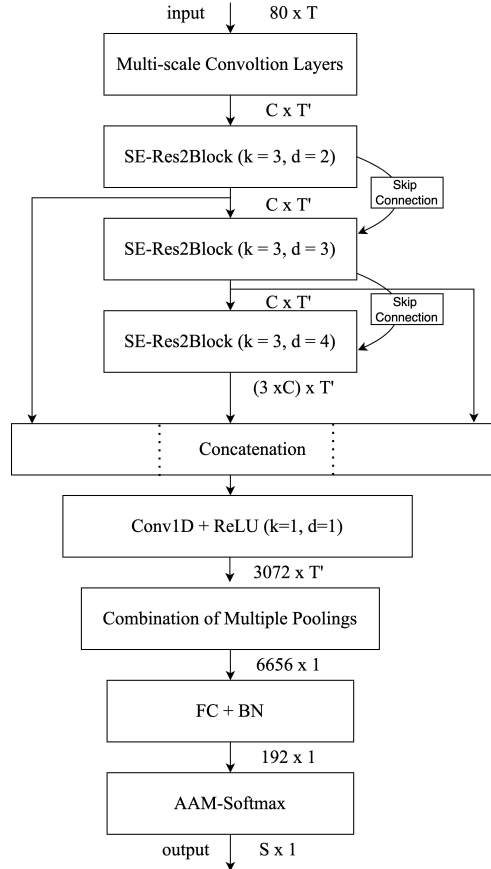 input 80 x T
Multi-scale Convoltion Layers
C x T'
SE-Res2Block (k = 3, d = 2)
Skip
Connection
C x T'
SE-Res2Block (k = 3, d = 3)
C x T'
Skip
Connection
SE-Res2Block (k = 3, d = 4)
(3 xC) x T'
Concatenation
Conv1D + ReLU (k=1, d=1)
3072 x T'
Combination of Multiple Poolings
6656 x 1
FC + BN
192 x 1
AAM-Softmax
output S x 1